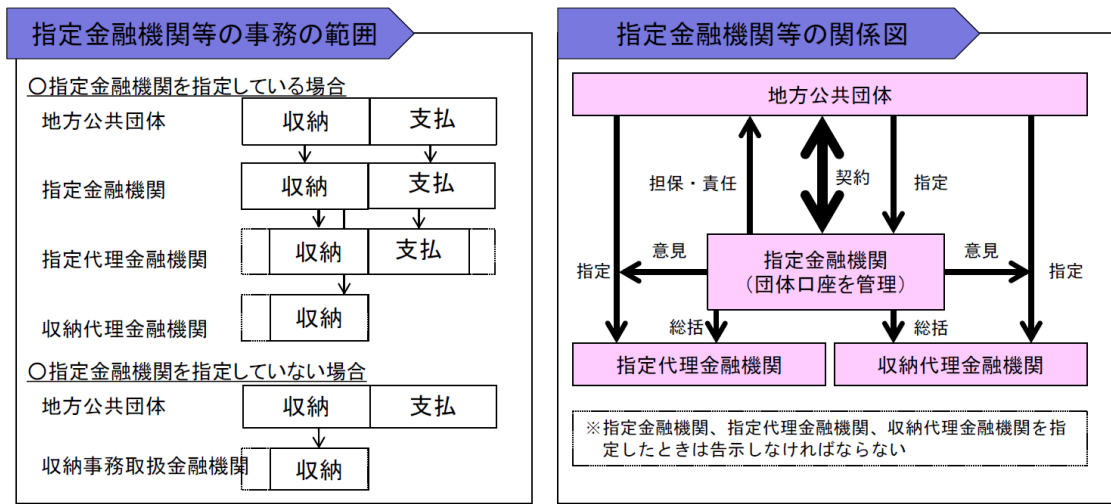 指定金融機関等の事務の範囲
〇指定金融機関を指定している場合
地方公共団体
収納
支払
指定金融機関
収納
支払
指定代理金融機関
収納
支払
収納代理金融機関
収納
〇指定金融機関を指定していない場合
地方公共団体
収納
支払
収納事務取扱金融機関
収納
指定金融機関等の関係図
地方公共団体
担保・責任
契約
指定
指定金融機関
（団体口座を管理）
意見
意見
指定
指定
総括
総括
指定代理金融機関
収納代理金融機関
※指定金融機関、指定代理金融機関、収納代理金融機関を指
定したときは告示しなければならない